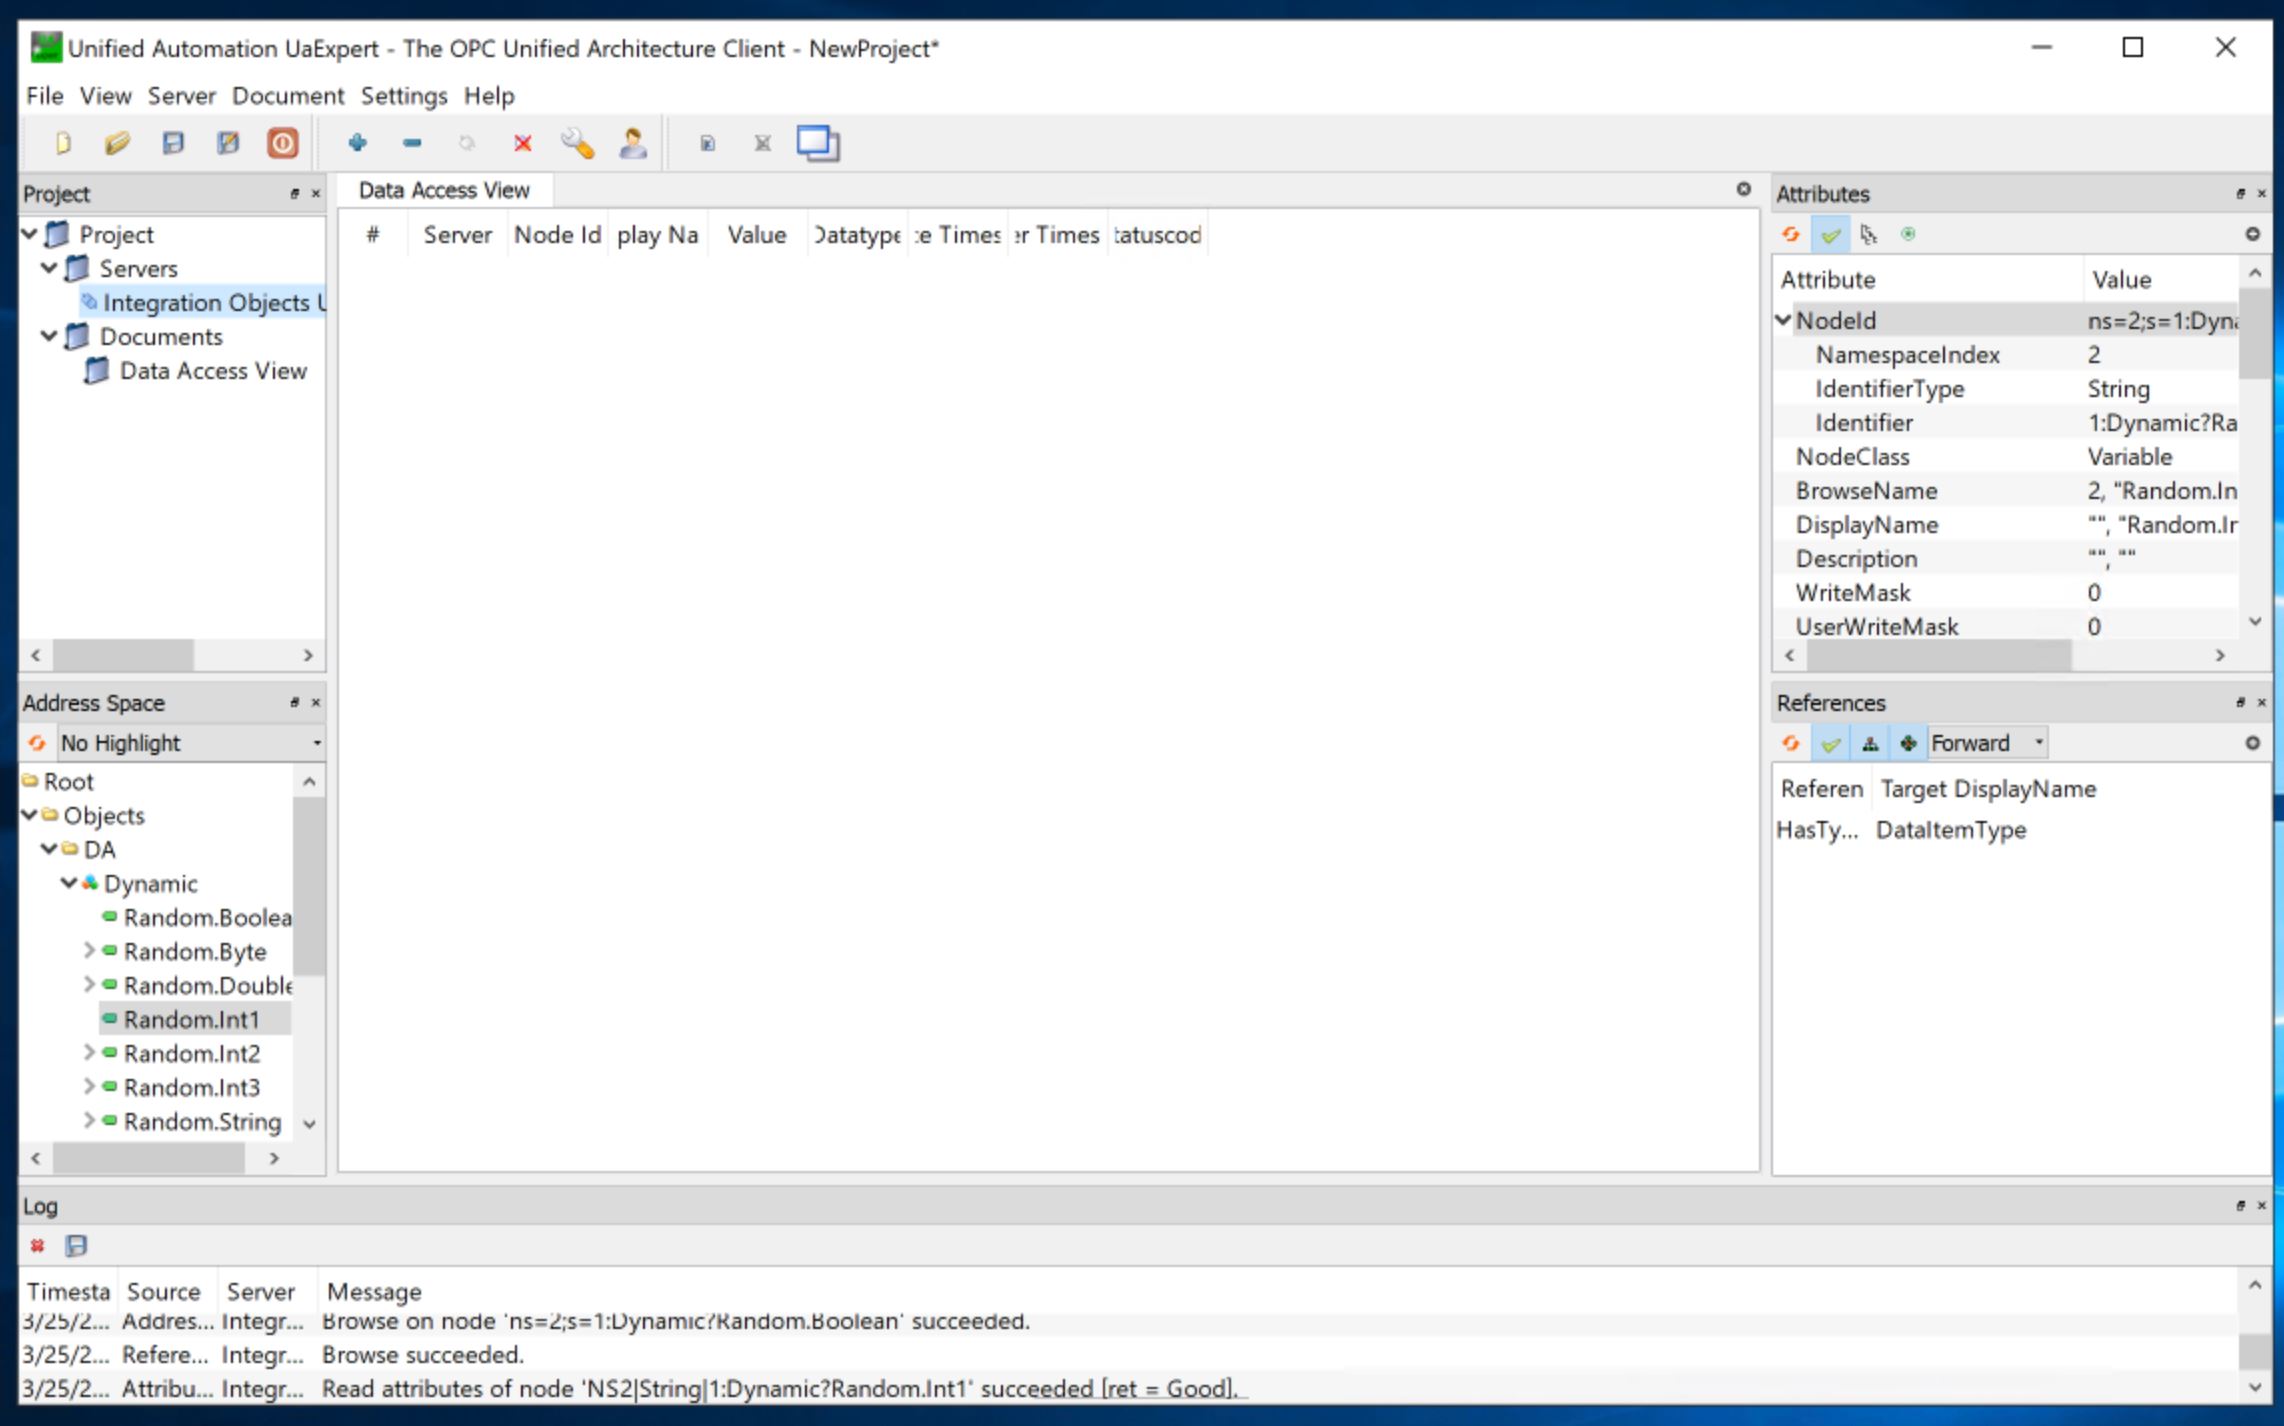 Unified Automation UaExpert - The OPC Unified Architecture Client - NewProject*
File View Server Document Settings Help
Project
Project
Servers
Integration Objects U
Documents
Data Access View
Address Space
No Highlight
Root
Objects
DA
Dynamic
Random.Boolea
Random.Byte
Random.Double
Random.Int1
Random.Int2
Random.Int3
Random.String
Data Access View
# Server Node Id play Na Value Datatype ce Times er Times tatuscod
Attributes
Attribute Value
NodeId ns=2;s=1:Dyna
NamespaceIndex 2
IdentifierType String
Identifier 1:Dynamic?Ra
NodeClass Variable
BrowseName 2, "Random.In
DisplayName "", "Random.Ir
Description "", ""
WriteMask 0
UserWriteMask 0
References
Forward
Referen Target DisplayName
HasTy... DataItemType
Log
Timesta Source Server Message
3/25/2... Addres... Integr... Browse on node 'ns=2;s=1:Dynamic?Random.Boolean' succeeded.
3/25/2... Refere... Integr... Browse succeeded.
3/25/2... Attribu... Integr... Read attributes of node 'NS2|String|1:Dynamic?Random.Int1' succeeded [ret = Good].